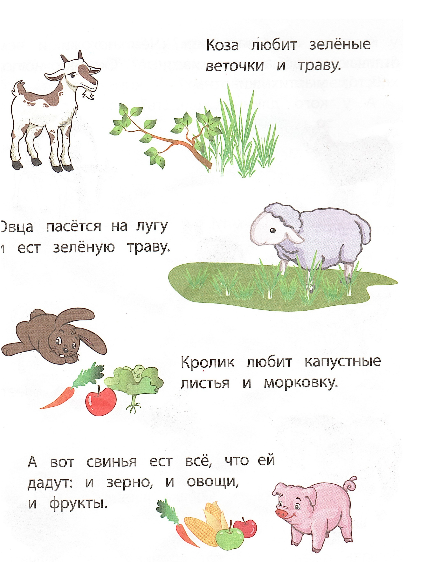 Коза любит зелёные
веточки и траву.
Овца пасётся на лугу
и ест зелёную траву.
Кролик любит капустные
листья и морковку.
А вот свинья ест всё, что ей
дадут: и зерно, и овощи,
и фрукты.